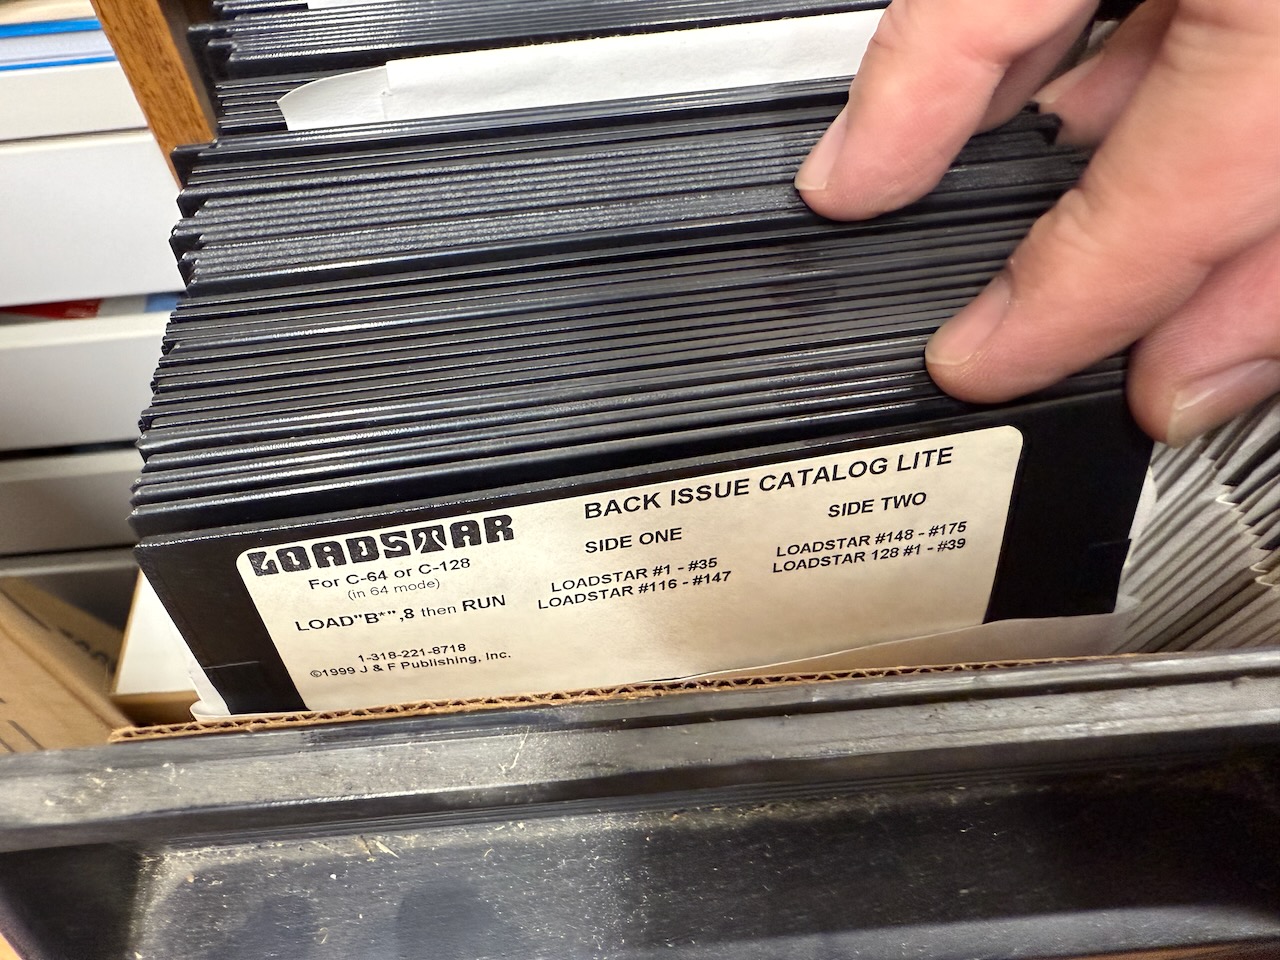 LOADSTAR
For C-64 or C-128
(in 64 mode)
LOAD"B*",8 then RUN
1-318-221-8718
©1999 J & F Publishing, Inc.
BACK ISSUE CATALOG LITE
SIDE ONE
LOADSTAR #1 - #35
LOADSTAR #116 - #147
SIDE TWO
LOADSTAR #148 - #175
LOADSTAR 128 #1 - #39